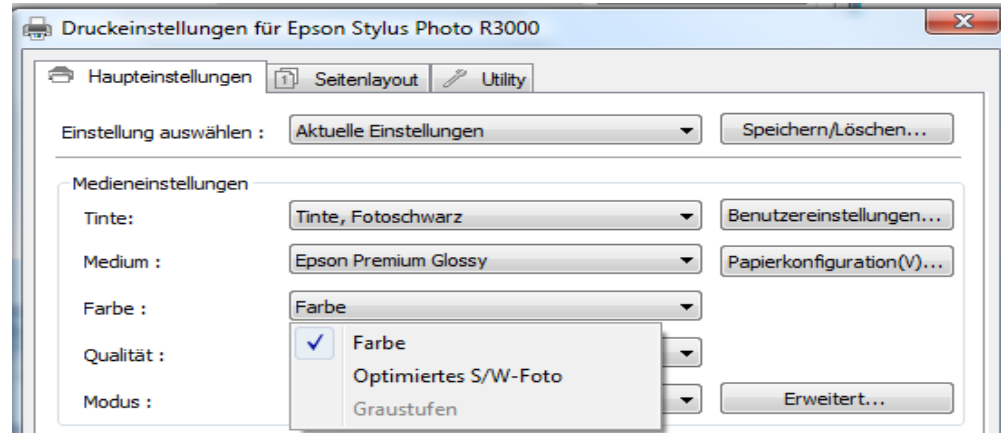 Druckeinstellungen für Epson Stylus Photo R3000
Haupteinstellungen 1 Seitenlayout Utility
Einstellung auswählen : Aktuelle Einstellungen Speichern/Löschen...
Medieneinstellungen
Tinte: Tinte, Fotoschwarz Benutzereinstellungen...
Medium : Epson Premium Glossy Papierkonfiguration(V)...
Farbe : Farbe
Farbe
Qualität :
Optimiertes S/W-Foto
Modus : Graustufen Erweitert...